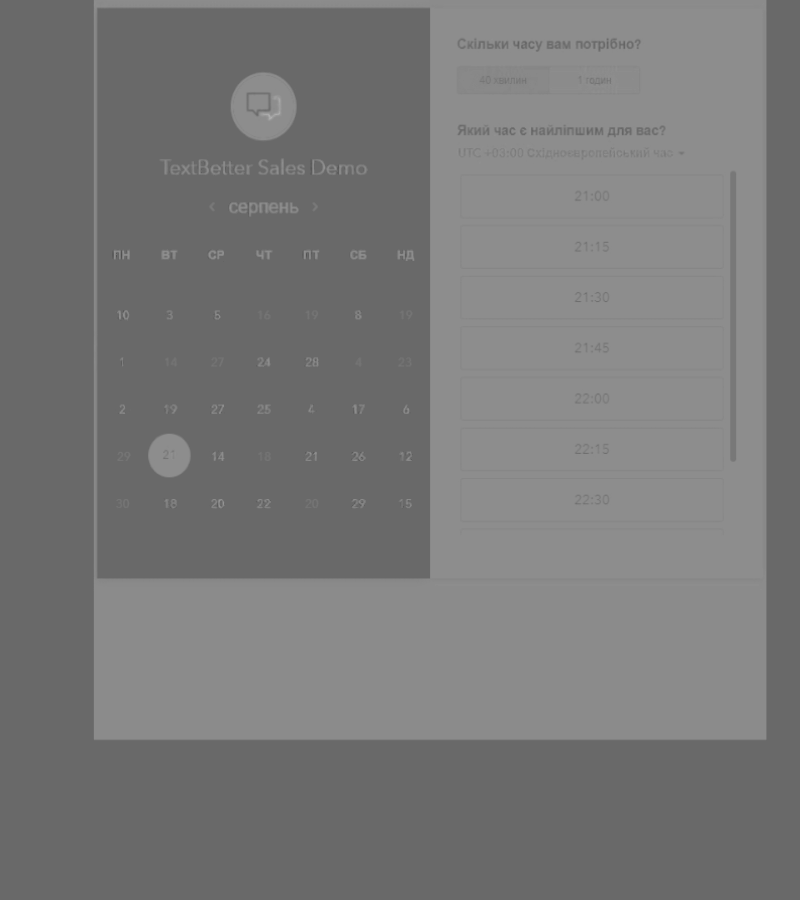 TextBetter Sales Demo
< серпень >
ПН ВТ СР ЧТ ПТ СБ НД
10 3 5 16 19 8 19
1 14 27 24 28 4 23
2 19 27 25 4 17 6
29 21 14 18 21 26 12
30 18 20 22 20 29 15
Скільки часу вам потрібно?
40 хвилин 1 годин
Який час є найліпшим для вас?
UTC +03:00 Східноєвропейський час
21:00
21:15
21:30
21:45
22:00
22:15
22:30